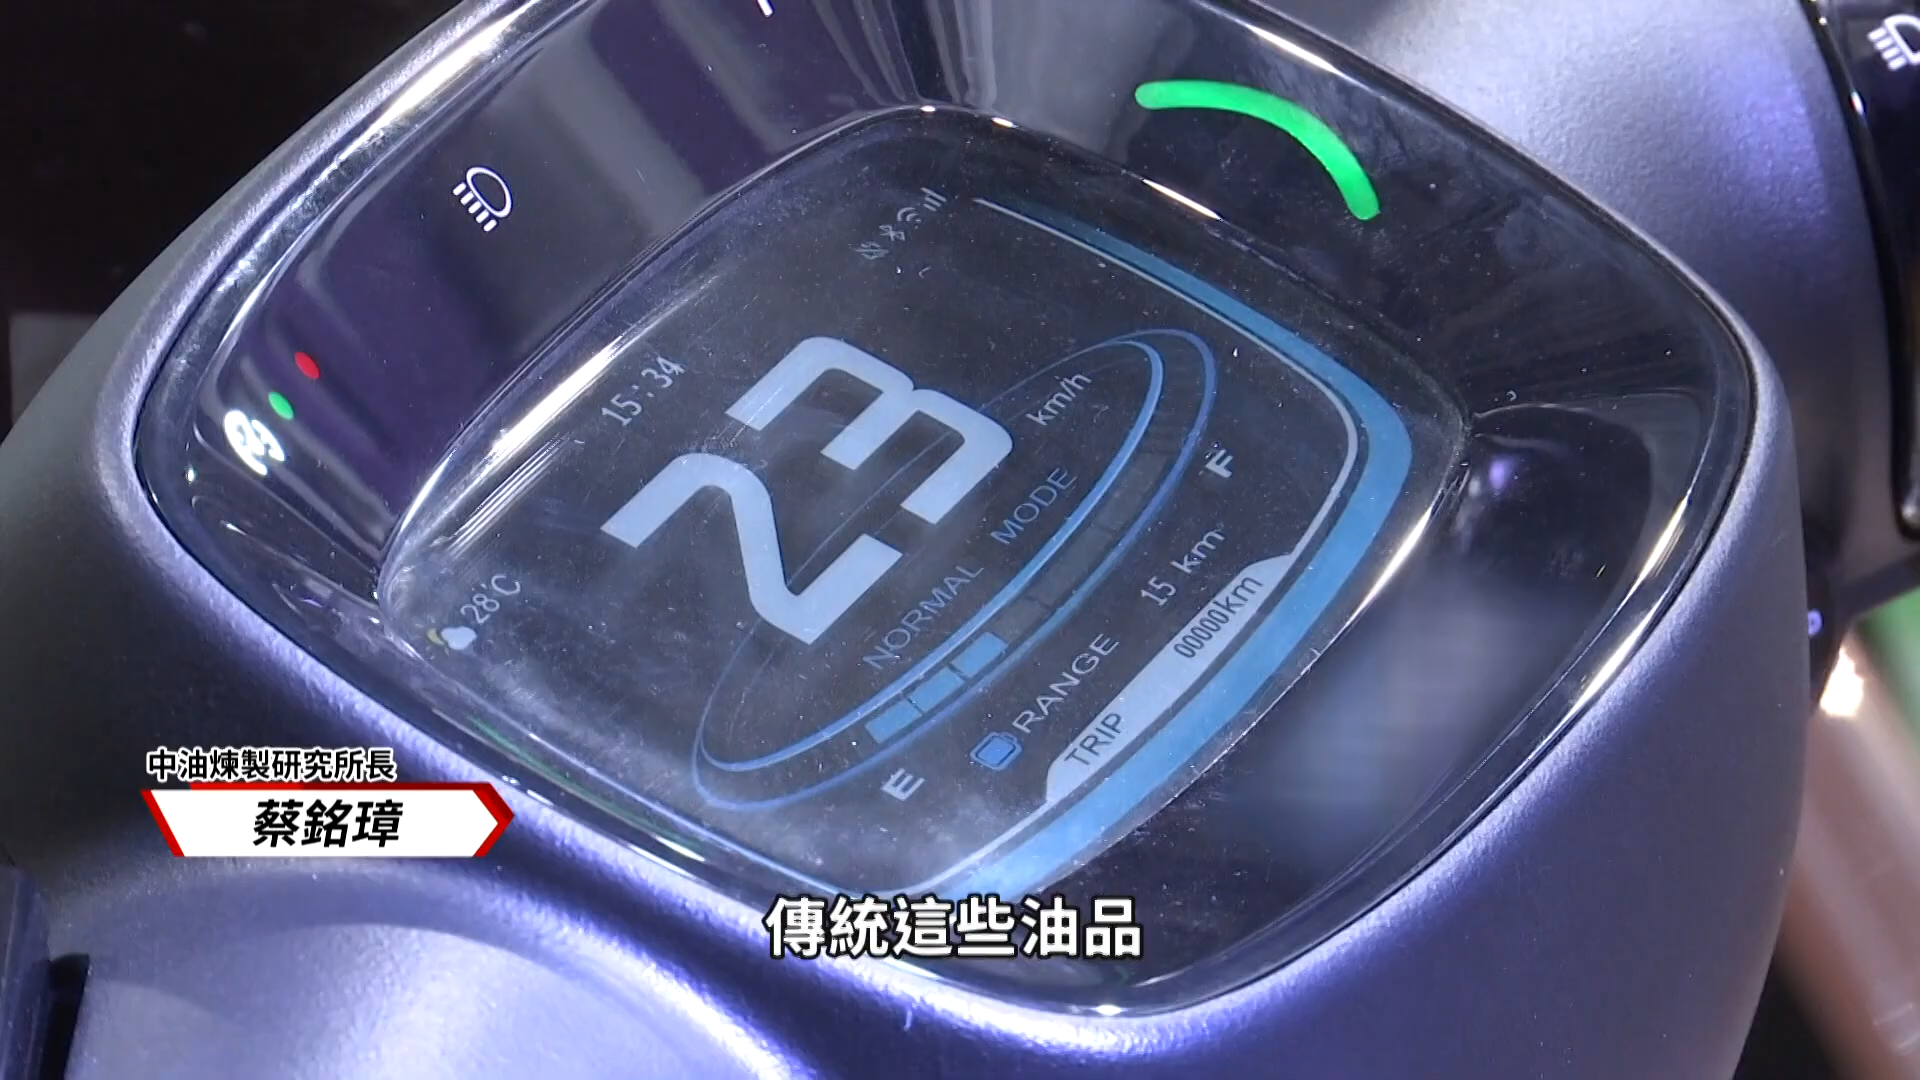 15:34
23
km/h
28°C
NORMAL MODE
F
E
RANGE 15 km
TRIP 00000km
中油煉製研究所長
蔡銘璋
傳統這些油品